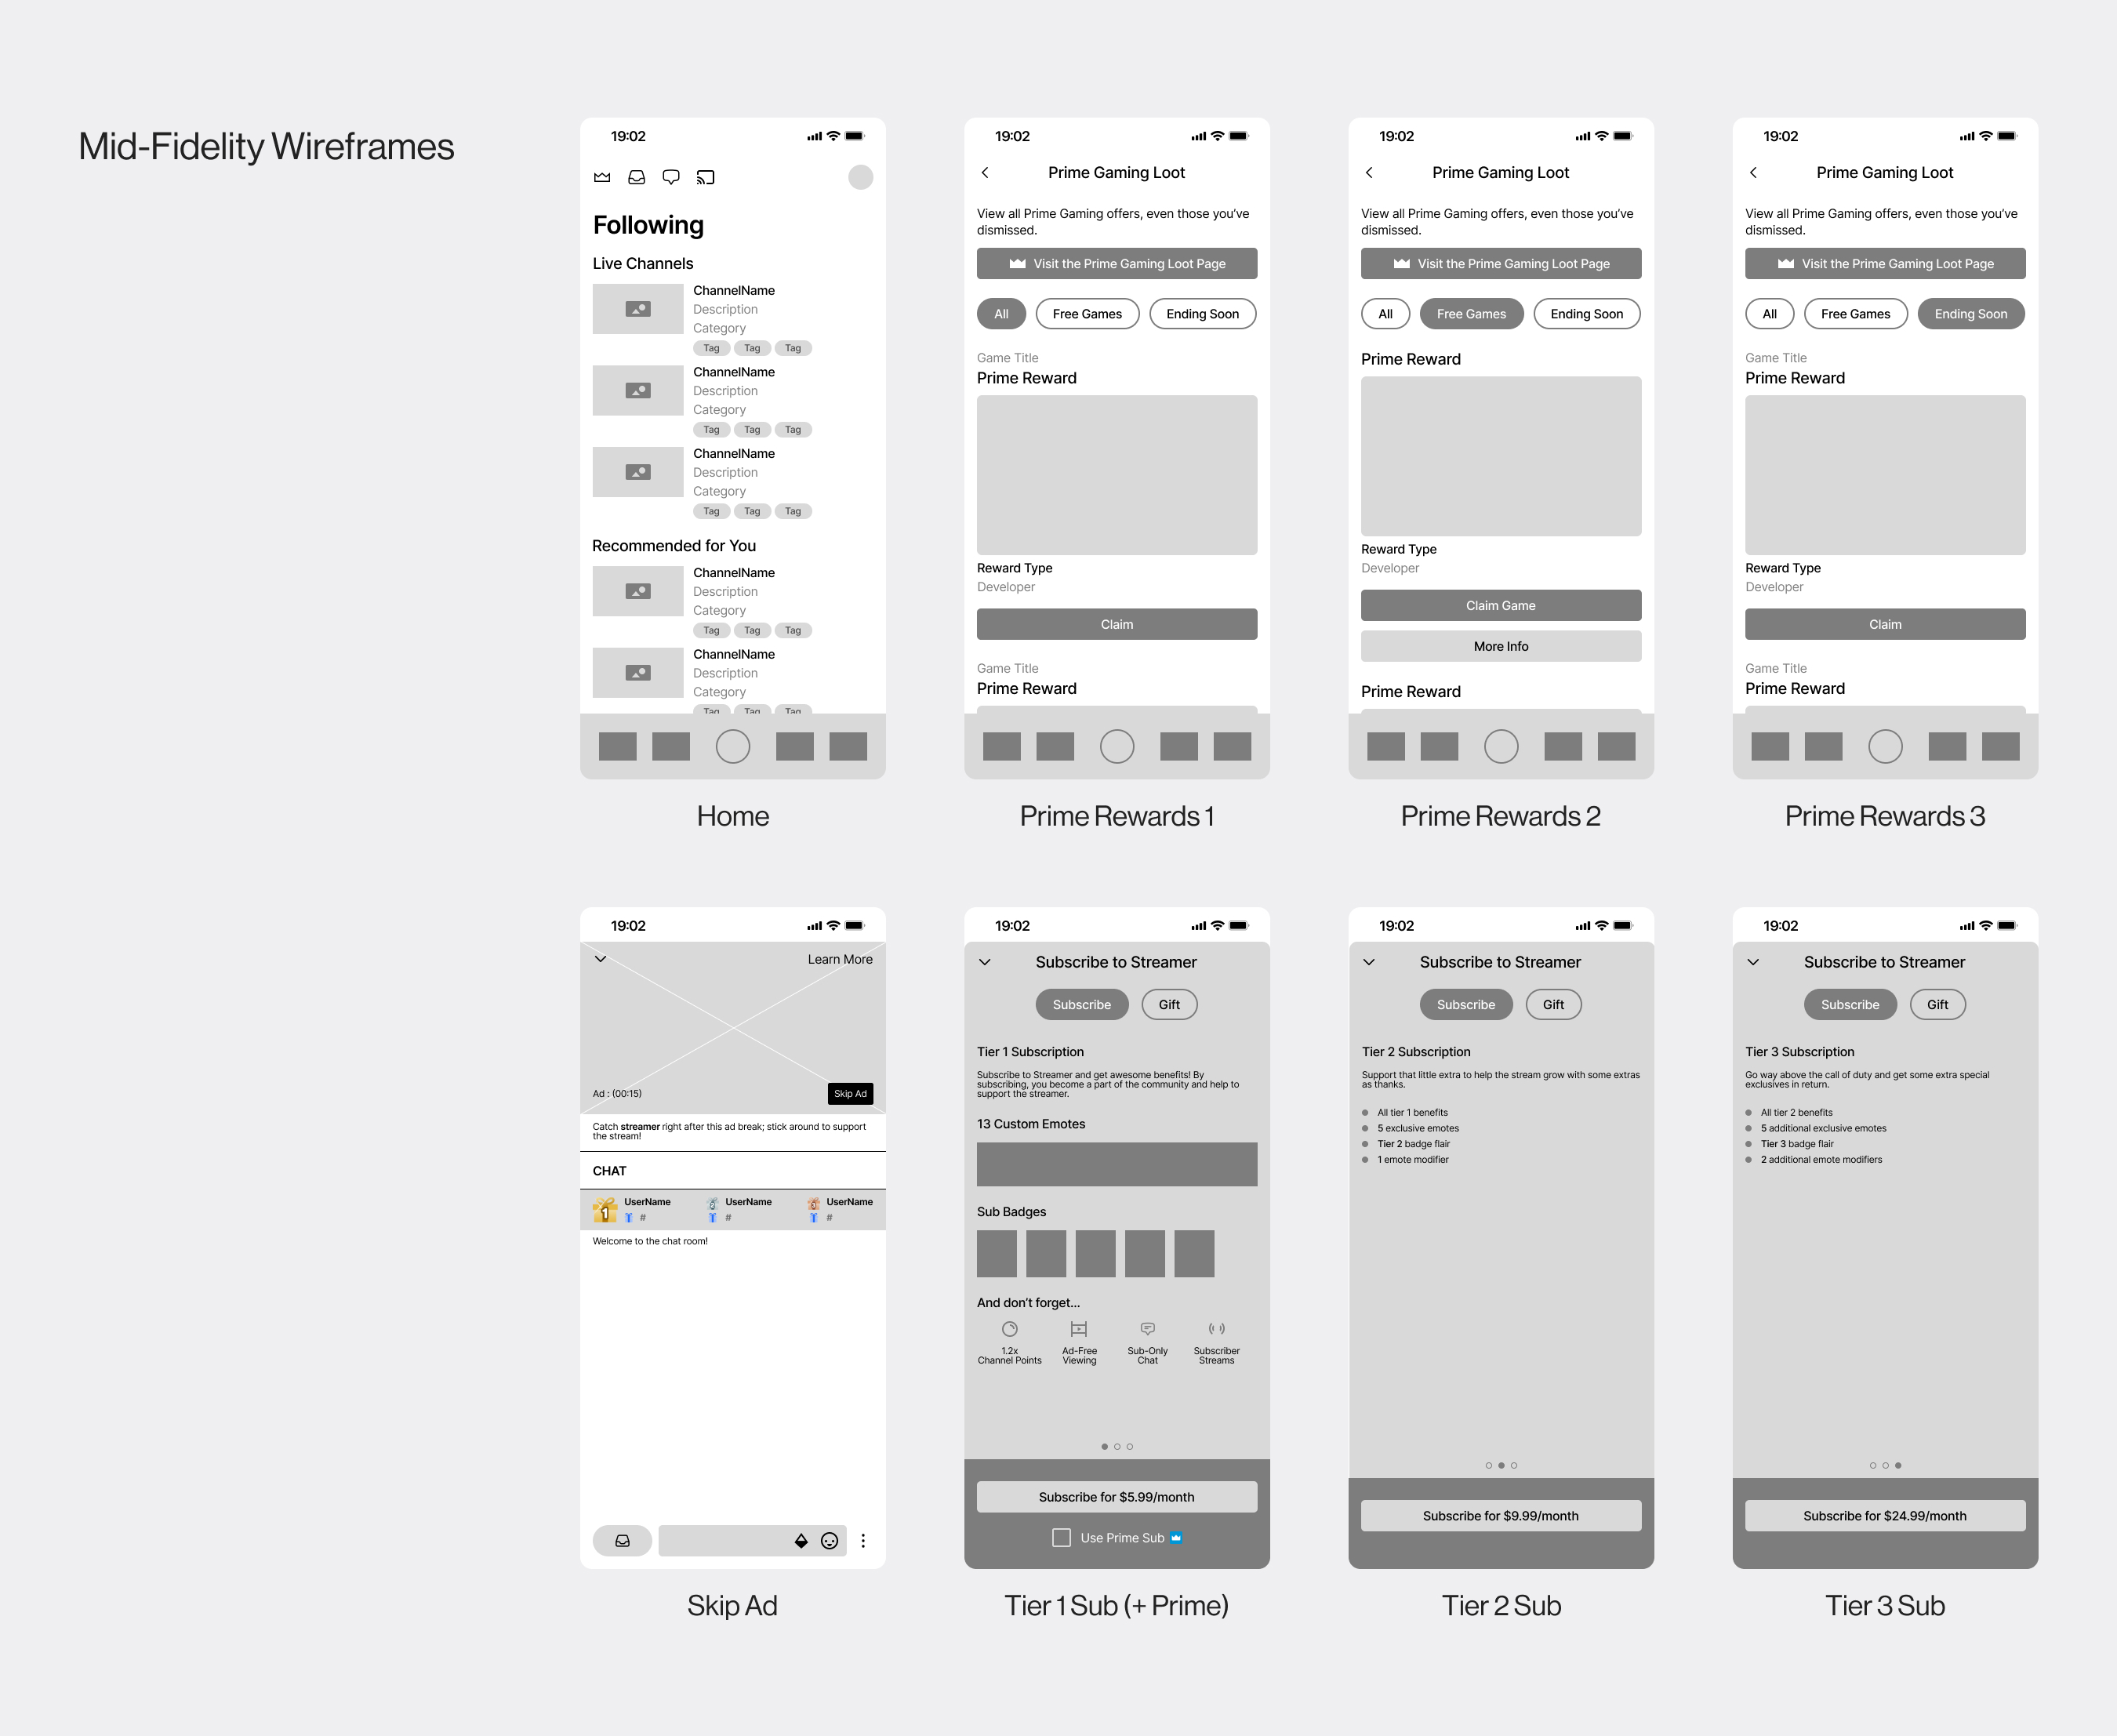 Mid-Fidelity Wireframes
19:02
Following
Live Channels
ChannelName
Description
Category
Tag Tag Tag
ChannelName
Description
Category
Tag Tag Tag
ChannelName
Description
Category
Tag Tag Tag
Recommended for You
ChannelName
Description
Category
Tag Tag Tag
ChannelName
Description
Category
Tag Tag Tag
Home
19:02
Prime Gaming Loot
View all Prime Gaming offers, even those you've
dismissed.
Visit the Prime Gaming Loot Page
All Free Games Ending Soon
Game Title
Prime Reward
Reward Type
Developer
Claim
Game Title
Prime Reward
Prime Rewards 1
19:02
Prime Gaming Loot
View all Prime Gaming offers, even those you've
dismissed.
Visit the Prime Gaming Loot Page
All Free Games Ending Soon
Prime Reward
Reward Type
Developer
Claim Game
More Info
Prime Reward
Prime Rewards 2
19:02
Prime Gaming Loot
View all Prime Gaming offers, even those you've
dismissed.
Visit the Prime Gaming Loot Page
All Free Games Ending Soon
Game Title
Prime Reward
Reward Type
Developer
Claim
Game Title
Prime Reward
Prime Rewards 3
19:02
Learn More
Ad : (00:15) Skip Ad
Catch streamer right after this ad break; stick around to support
the stream!
CHAT
1 UserName 2 UserName 3 UserName
# # #
Welcome to the chat room!
Skip Ad
19:02
Subscribe to Streamer
Subscribe Gift
Tier 1 Subscription
Subscribe to Streamer and get awesome benefits! By
subscribing, you become a part of the community and help to
support the streamer.
13 Custom Emotes
Sub Badges
And don't forget...
1.2x Ad-Free Sub-Only Subscriber
Channel Points Viewing Chat Streams
Subscribe for $5.99/month
Use Prime Sub
Tier 1 Sub (+ Prime)
19:02
Subscribe to Streamer
Subscribe Gift
Tier 2 Subscription
Support that little extra to help the stream grow with some extras
as thanks.
All tier 1 benefits
5 exclusive emotes
Tier 2 badge flair
1 emote modifier
Subscribe for $9.99/month
Tier 2 Sub
19:02
Subscribe to Streamer
Subscribe Gift
Tier 3 Subscription
Go way above the call of duty and get some extra special
exclusives in return.
All tier 2 benefits
5 additional exclusive emotes
Tier 3 badge flair
2 additional emote modifiers
Subscribe for $24.99/month
Tier 3 Sub